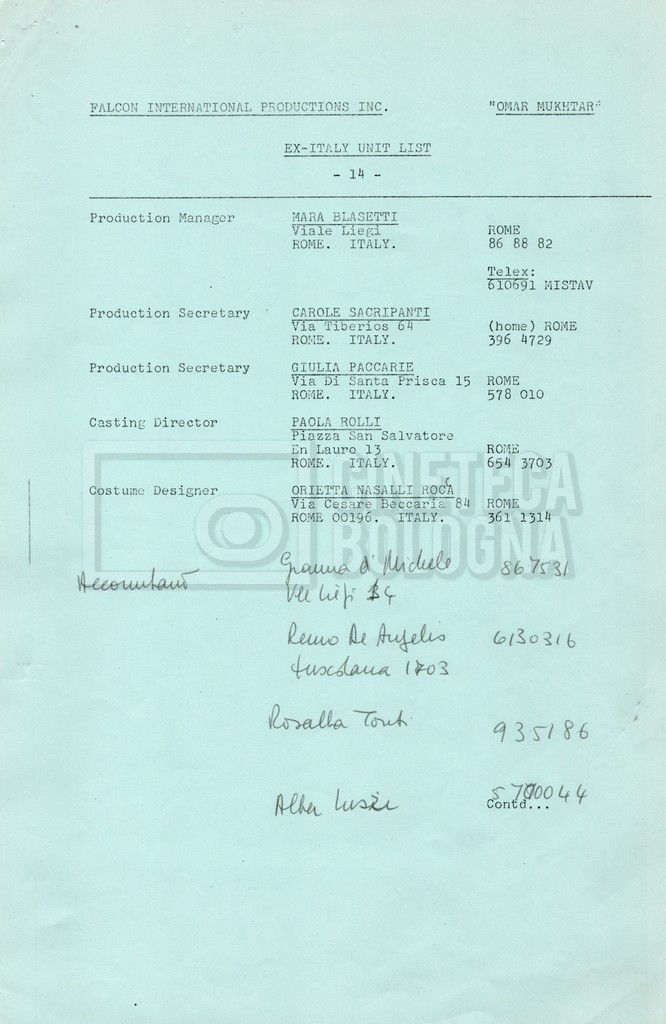 FALCON INTERNATIONAL PRODUCTIONS INC. "OMAR MUKHTAR"
EX-ITALY UNIT LIST
- 14 -
Production Manager MARA BLASETTI
Viale Liegi ROME
ROME. ITALY. 86 88 82
Telex:
610691 MISTAV
Production Secretary CAROLE SACRIPANTI
Via Tiberios 64 (home) ROME
ROME. ITALY. 396 4729
Production Secretary GIULIA PACCARIE
Via Di Santa Prisca 15 ROME
ROME. ITALY. 578 010
Casting Director PAOLA ROLLI
Piazza San Salvatore
En Lauro 13 ROME
ROME. ITALY. 654 3703
Costume Designer ORIETTA NASALLI ROCA
Via Cesare Beccaria 84 ROME
ROME 00196. ITALY. 361 1314
CINETECA
BOLOGNA
Accountant Gianna d'Michele 867531
Remo De Angelis 6130316
tuscolana 1703
Rosalba Tonti 935186
Contd...